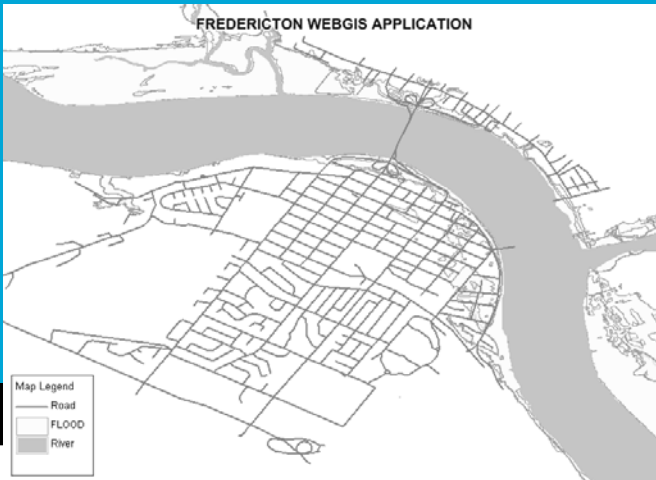 FREDERICTON WEBGIS APPLICATION
Map Legend
Road
FLOOD
River